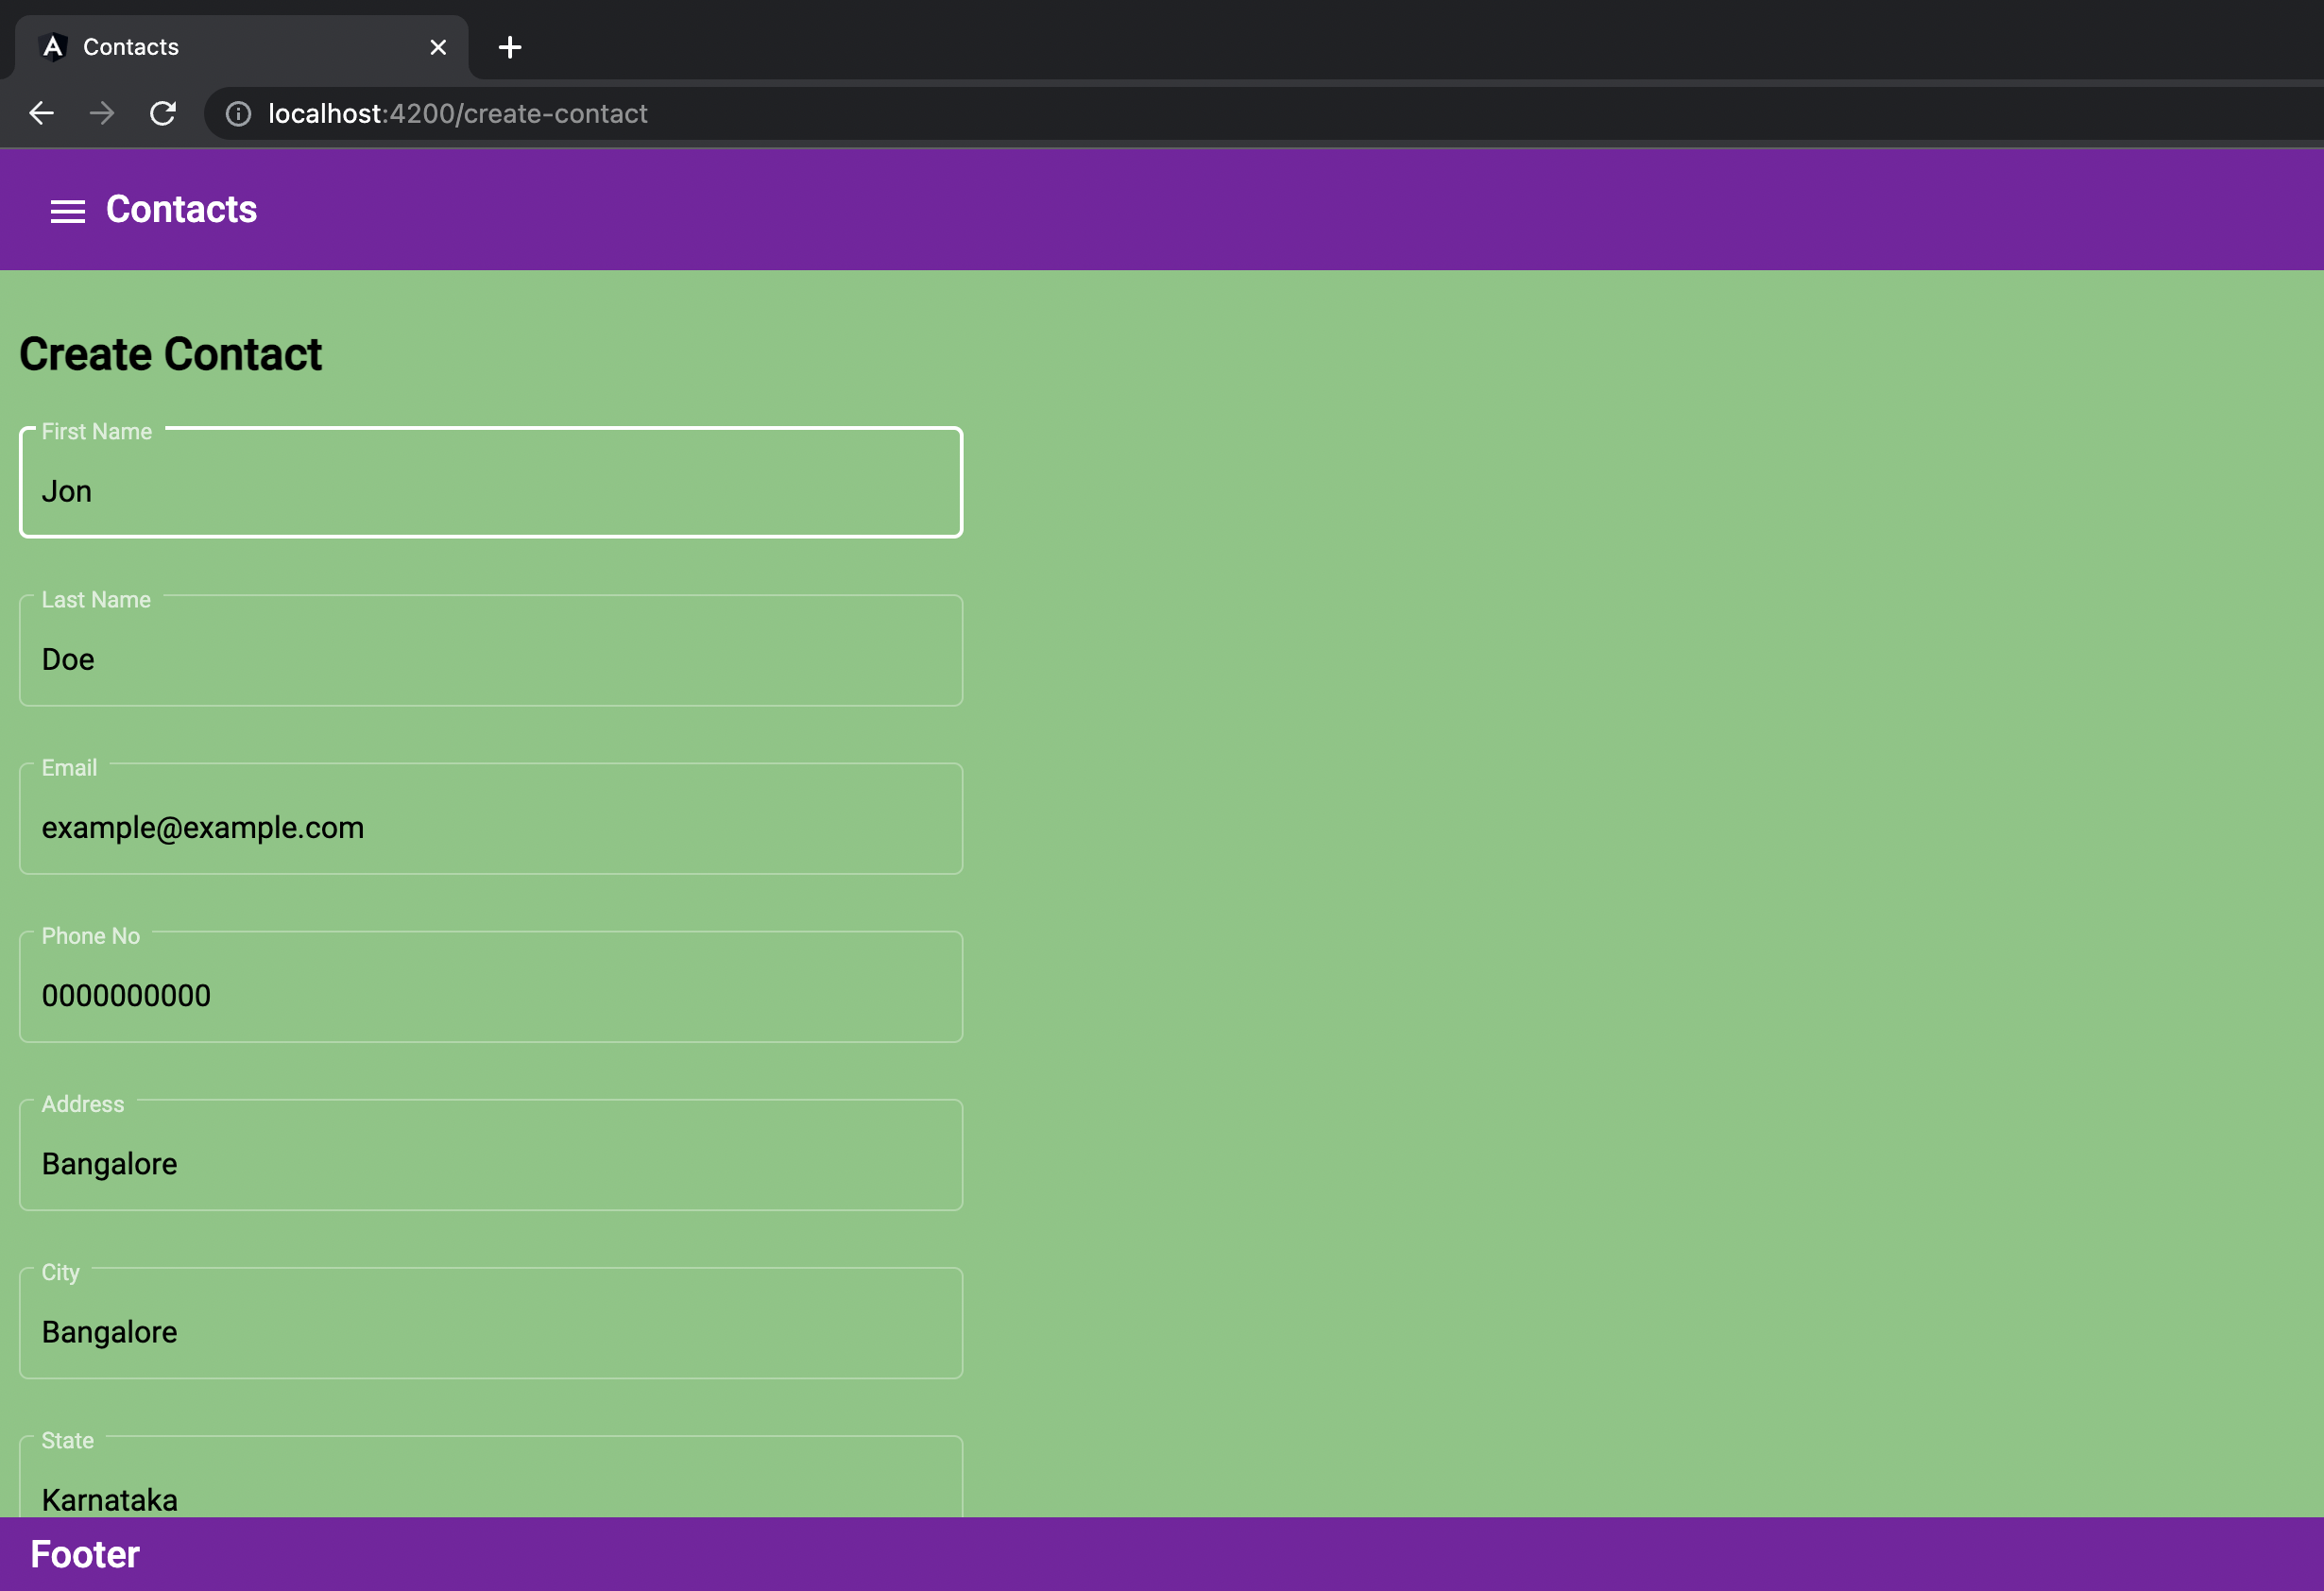 Contacts
localhost:4200/create-contact
Contacts
Create Contact
First Name
Jon
Last Name
Doe
Email
example@example.com
Phone No
0000000000
Address
Bangalore
City
Bangalore
State
Karnataka
Footer